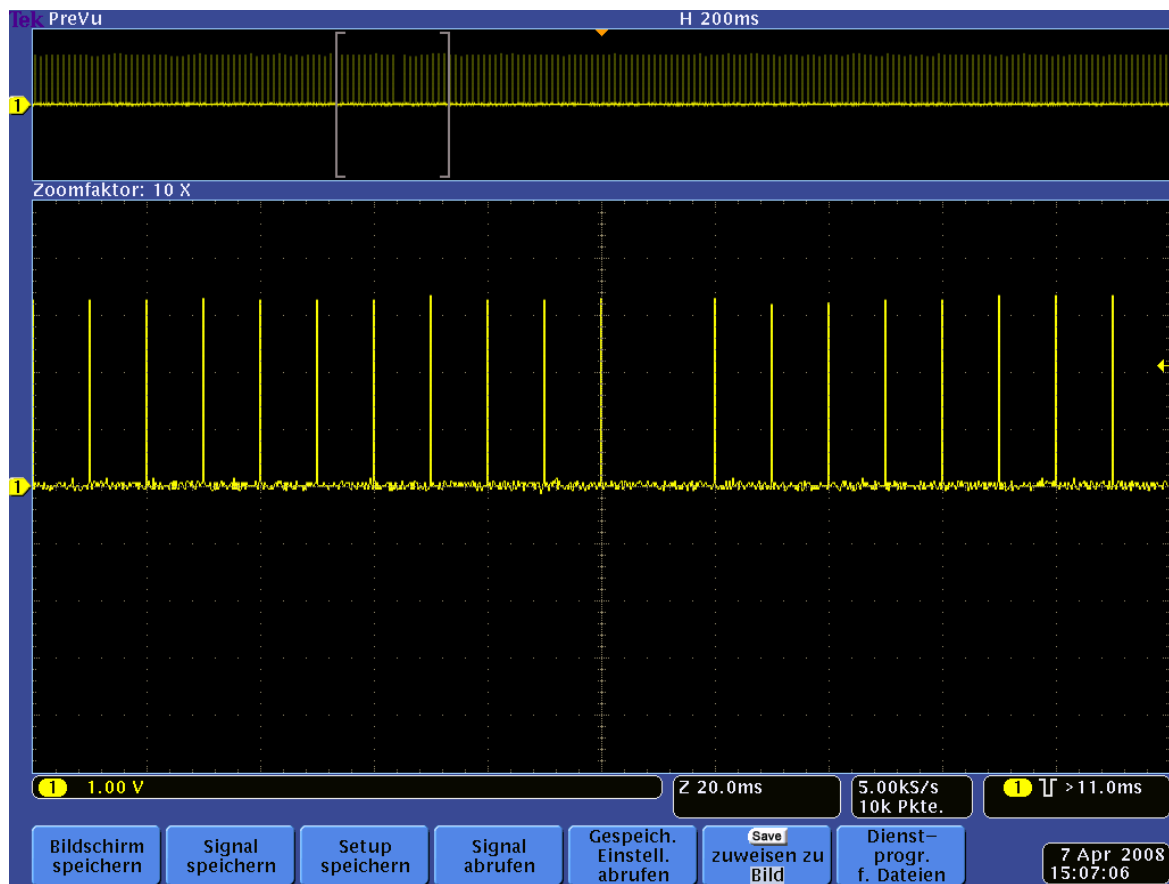 Tek PreVu H 200ms
1
Zoomfaktor: 10 X
1
1 1.00 V
Z 20.0ms
5.00kS/s
10k Pkte.
1 >11.0ms
Bildschirm
speichern
Signal
speichern
Setup
speichern
Signal
abrufen
Gespeich.
Einstell.
abrufen
Save
zuweisen zu
Bild
Dienst–
progr.
f. Dateien
7 Apr 2008
15:07:06